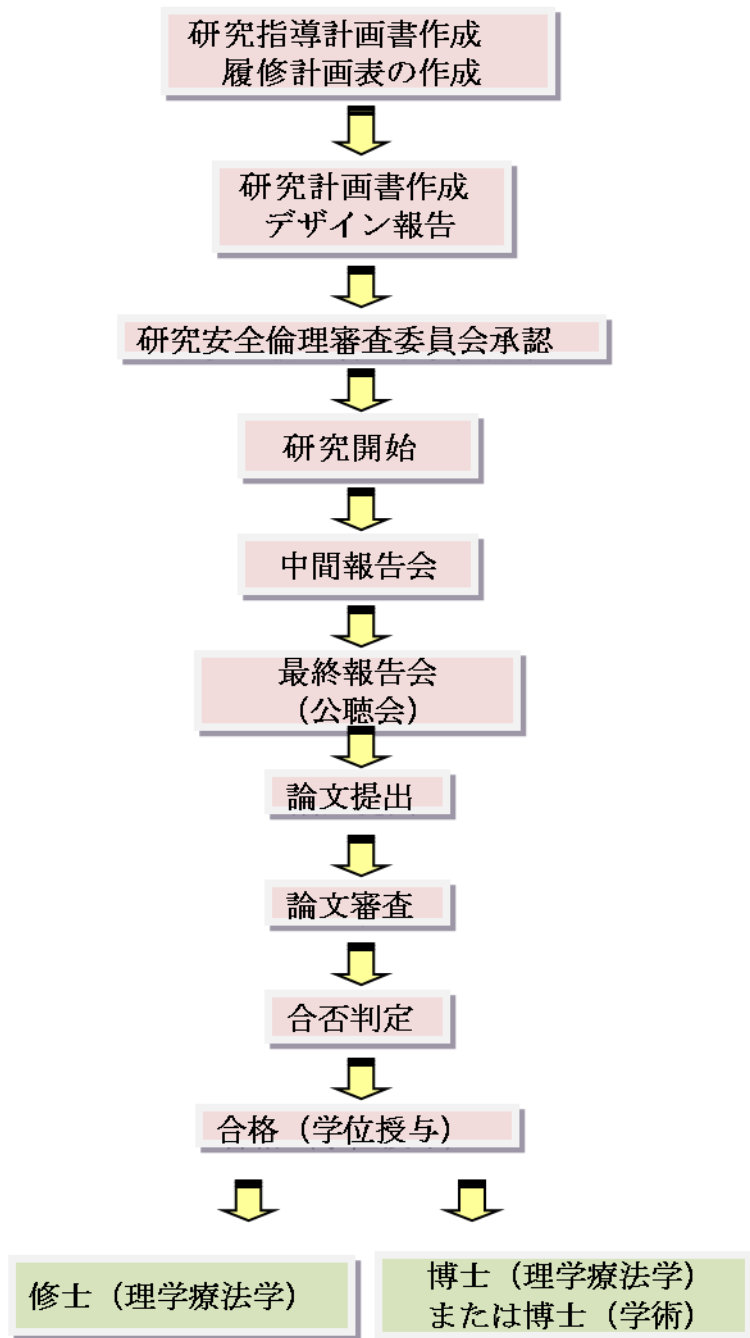 研究指導計画書作成
履修計画表の作成
研究計画書作成
デザイン報告
研究安全倫理審査委員会承認
研究開始
中間報告会
最終報告会
（公聴会）
論文提出
論文審査
合否判定
合格（学位授与）
修士（理学療法学）
博士（理学療法学）
または博士（学術）